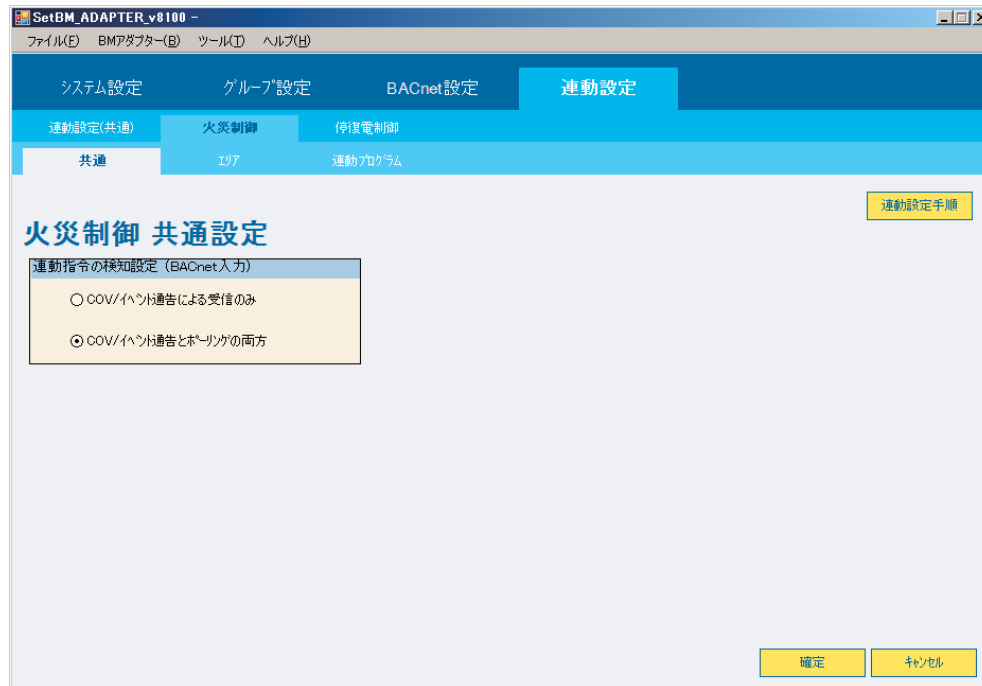 SetBM_ADAPTER_v8100 –
ファイル(F) BMアダプター(B) ツール(T) ヘルプ(H)
システム設定 グループ設定 BACnet設定 連動設定
連動設定(共通) 火災制御 停復電制御
共通 エリア 連動プログラム
連動設定手順
火災制御 共通設定
連動指令の検知設定 (BACnet入力)
COV/イベント通告による受信のみ
COV/イベント通告とポーリングの両方
確定 キャンセル